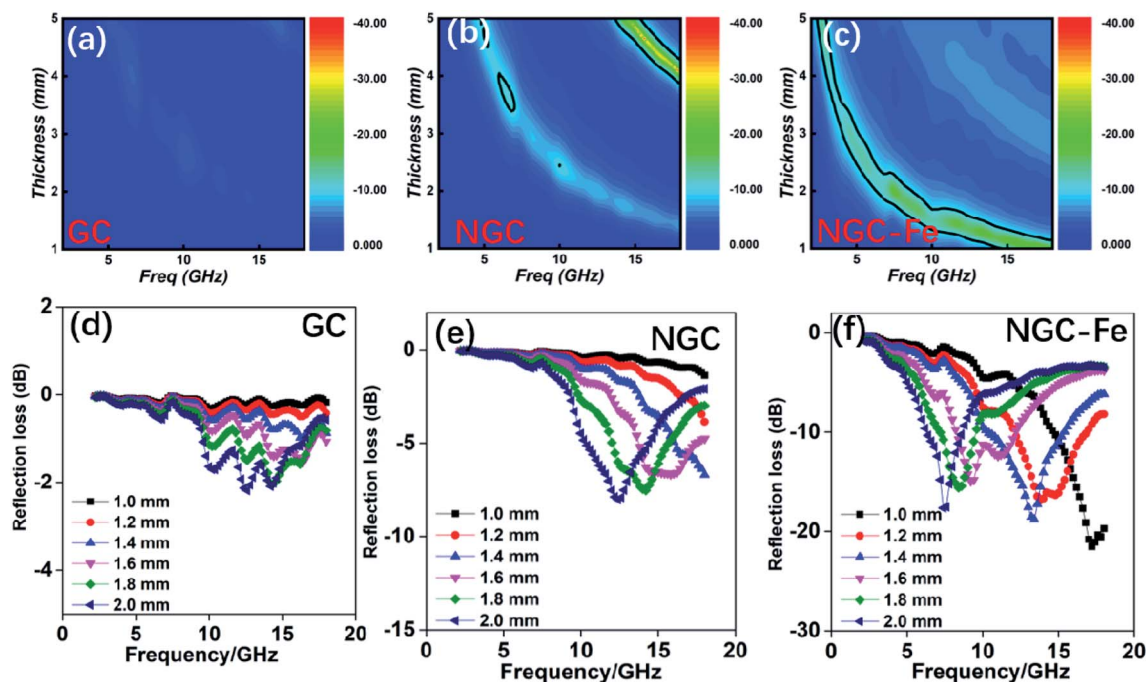 (a)
GC
Thickness (mm)
5
4
3
2
1
5
10
15
Freq (GHz)
-40.00
-30.00
-20.00
-10.00
0.000
(b)
NGC
Thickness (mm)
5
4
3
2
1
5
10
15
Freq (GHz)
-40.00
-30.00
-20.00
-10.00
0.000
(c)
NGC-Fe
Thickness (mm)
5
4
3
2
1
5
10
15
Freq (GHz)
-40.00
-30.00
-20.00
-10.00
0.000
(d)
GC
Reflection loss (dB)
2
0
-2
-4
1.0 mm
1.2 mm
1.4 mm
1.6 mm
1.8 mm
2.0 mm
0
5
10
15
20
Frequency/GHz
(e)
NGC
Reflection loss (dB)
0
-5
-10
-15
1.0 mm
1.2 mm
1.4 mm
1.6 mm
1.8 mm
2.0 mm
0
5
10
15
20
Frequency/GHz
(f)
NGC-Fe
Reflection loss (dB)
0
-10
-20
-30
1.0 mm
1.2 mm
1.4 mm
1.6 mm
1.8 mm
2.0 mm
0
5
10
15
20
Frequency/GHz